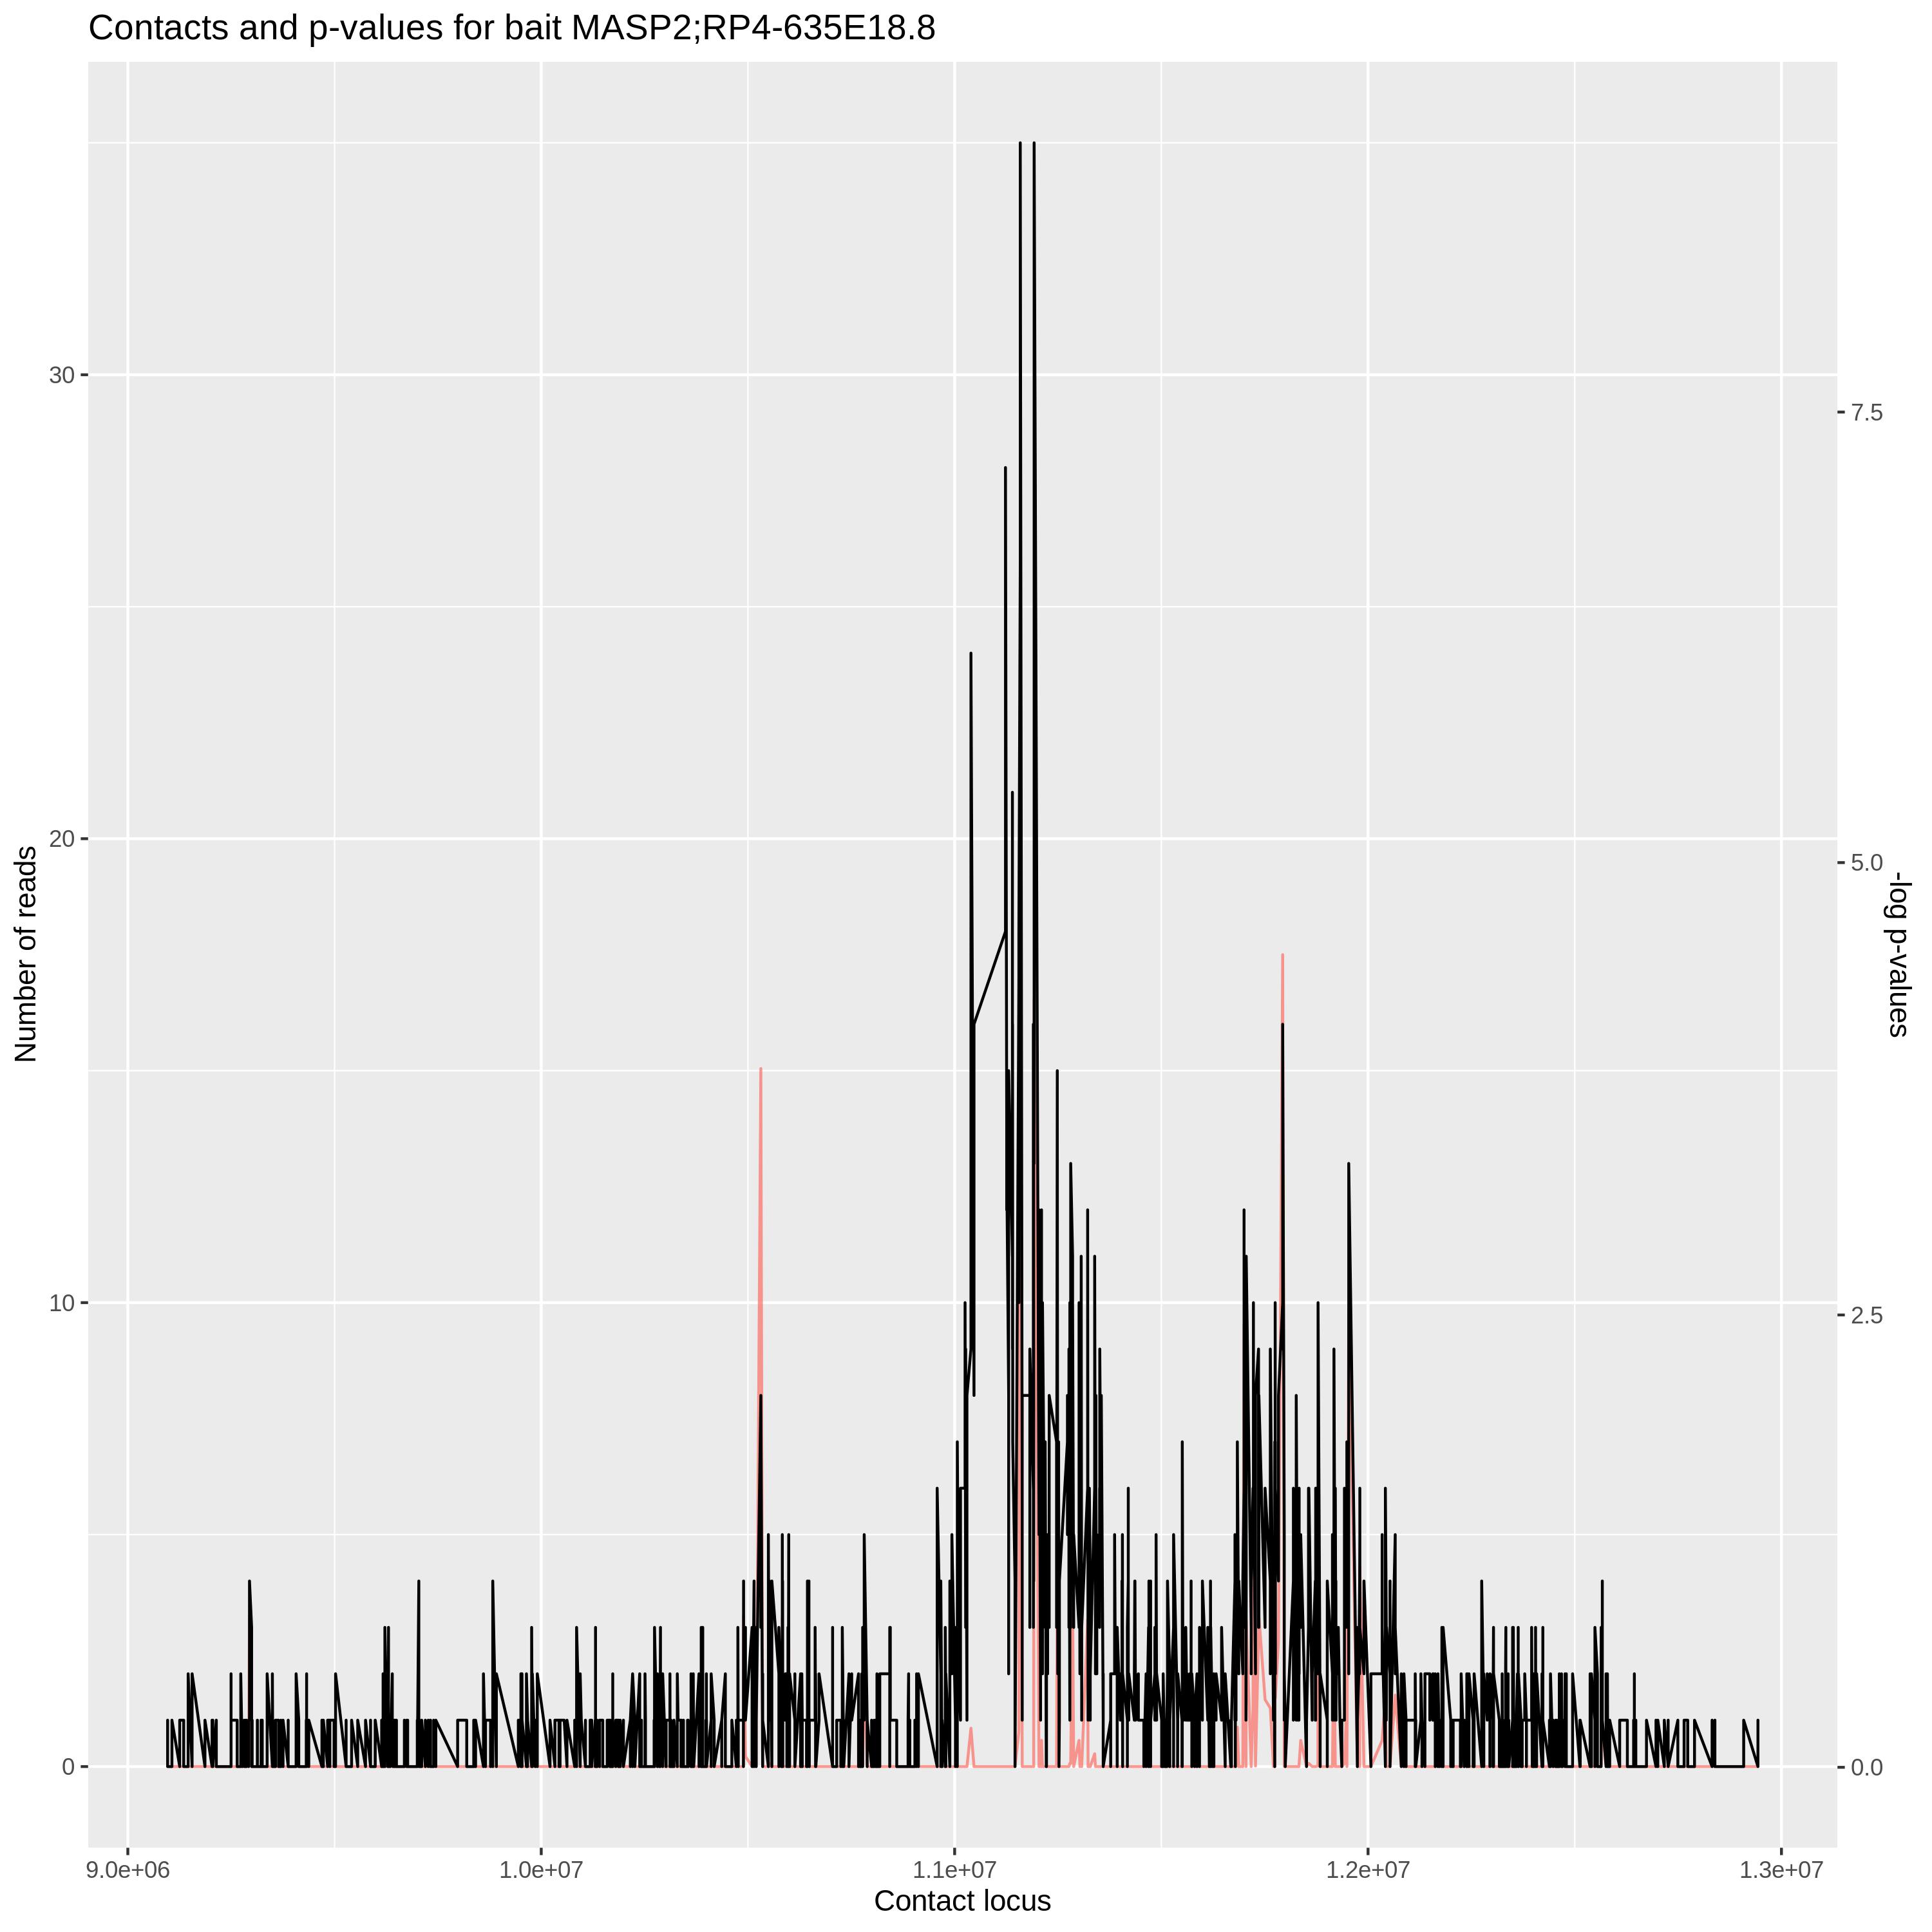 Contacts and p-values for bait MASP2;RP4-635E18.8
30
20
10
0
Number of reads
7.5
5.0
2.5
0.0
-log p-values
9.0e+06
1.0e+07
1.1e+07
1.2e+07
1.3e+07
Contact locus